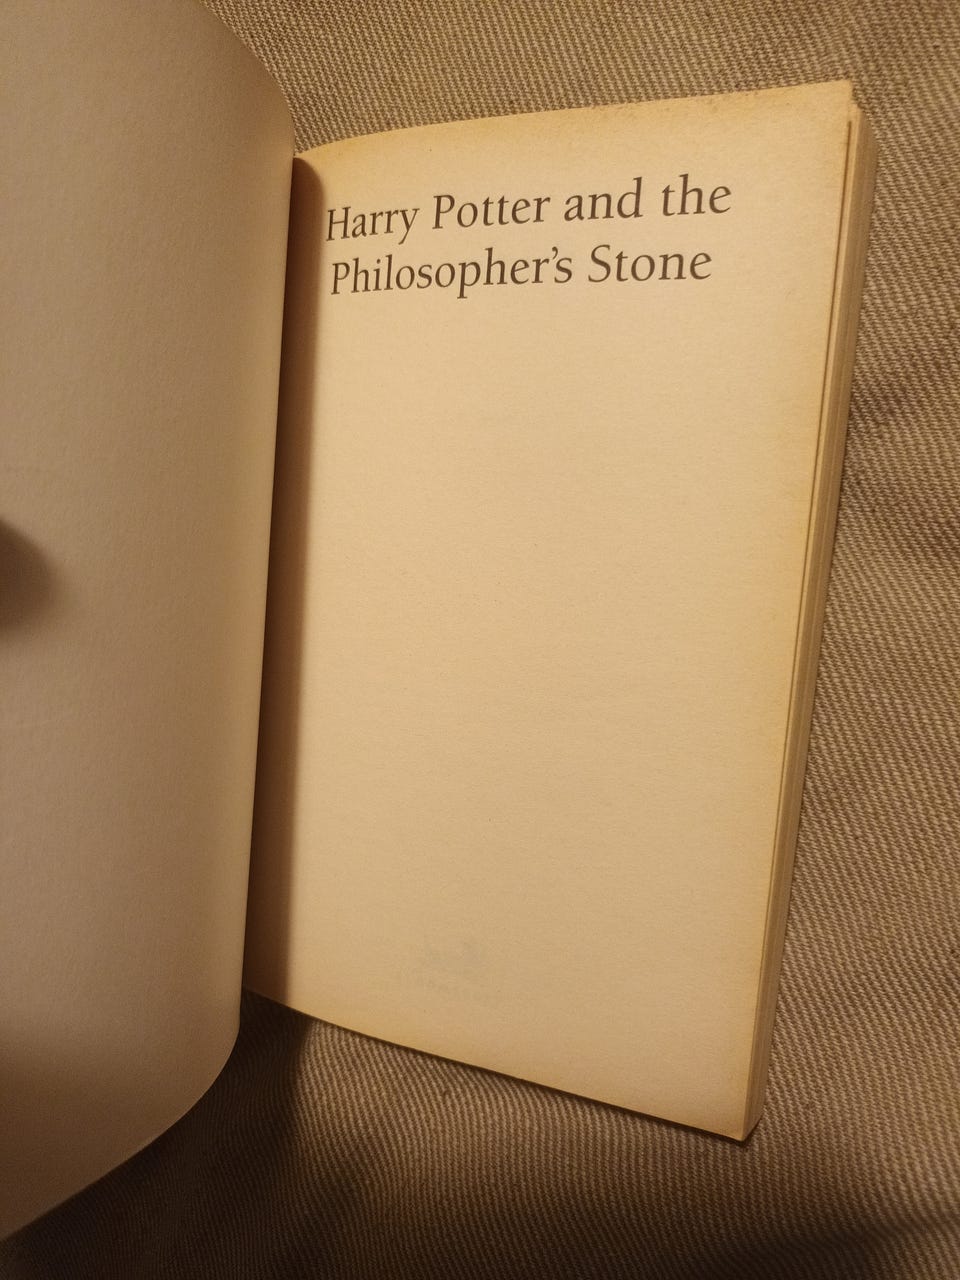 Harry Potter and the
Philosopher's Stone